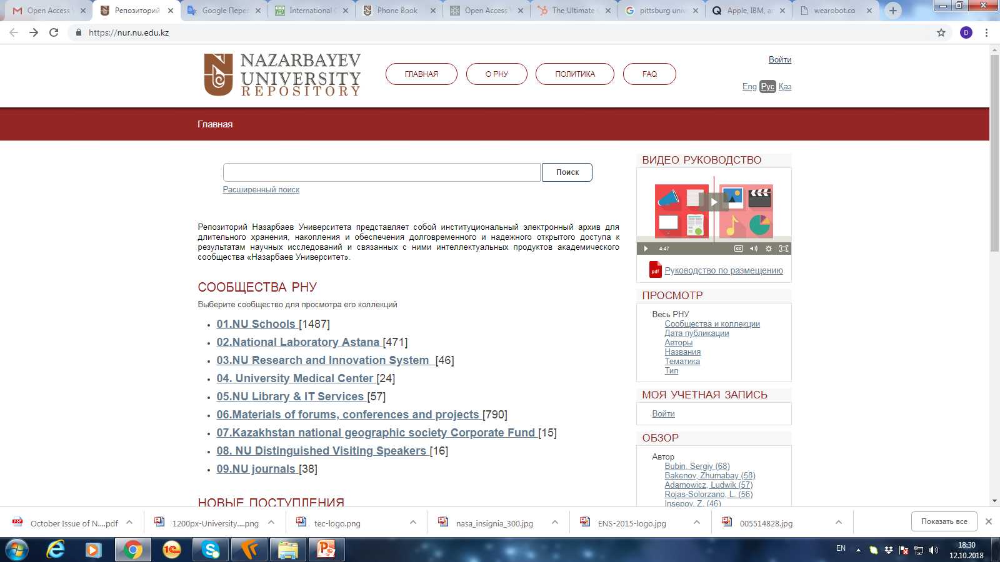 Open Access V
Репозиторий
Google Перев
International C
Phone Book
Open Access V
The Ultimate G
pittsburg univ
Apple, IBM, an
wearobot.co
https://nur.nu.edu.kz
D
NAZARBAYEV
UNIVERSITY
REPOSITORY
ГЛАВНАЯ
О РНУ
ПОЛИТИКА
FAQ
Войти
Eng Рус Қаз
Главная
Поиск
Расширенный поиск
Репозиторий Назарбаев Университета представляет собой институциональный электронный архив для
длительного хранения, накопления и обеспечения долговременного и надежного открытого доступа к
результатам научных исследований и связанных с ними интеллектуальных продуктов академического
сообщества «Назарбаев Университет».
СООБЩЕСТВА РНУ
Выберите сообщество для просмотра его коллекций
01.NU Schools [1487]
02.National Laboratory Astana [471]
03.NU Research and Innovation System [46]
04. University Medical Center [24]
05.NU Library & IT Services [57]
06.Materials of forums, conferences and projects [790]
07.Kazakhstan national geographic society Corporate Fund [15]
08. NU Distinguished Visiting Speakers [16]
09.NU journals [38]
НОВЫЕ ПОСТУПЛЕНИЯ
ВИДЕО РУКОВОДСТВО
4:47
CC
pdf Руководство по размещению
ПРОСМОТР
Весь РНУ
Сообщества и коллекции
Дата публикации
Авторы
Названия
Тематика
Тип
МОЯ УЧЕТНАЯ ЗАПИСЬ
Войти
ОБЗОР
Автор
Bubin, Sergiy (68)
Bakenov, Zhumabay (58)
Adamowicz, Ludwik (57)
Rojas-Solorzano, L. (56)
Insepov, Z. (46)
October Issue of N....pdf
1200px-University....png
tec-logo.png
nasa_insignia_300.jpg
ENS-2015-logo.jpg
005514828.jpg
Показать все
EN
18:30
12.10.2018